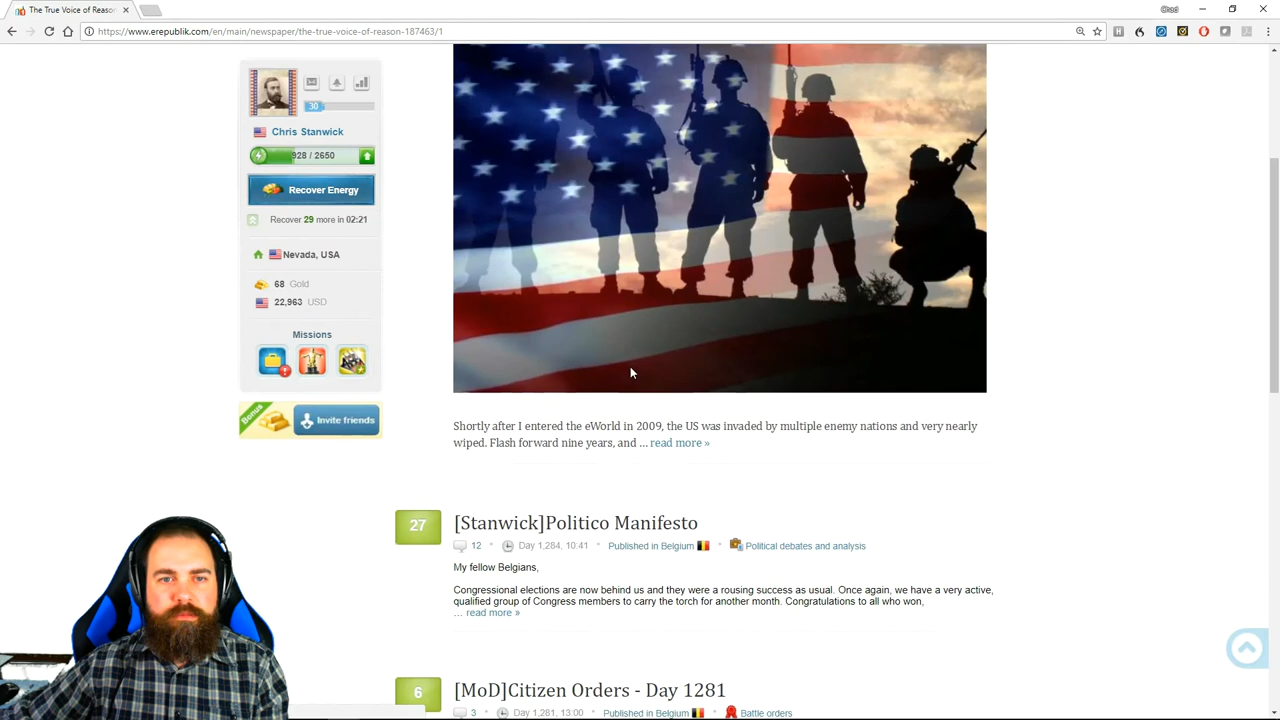 The True Voice of Reason
Chad
https://www.erepublik.com/en/main/newspaper/the-true-voice-of-reason-187463/1
30
Chris Stanwick
928 / 2650
Recover Energy
Recover 29 more in 02:21
Nevada, USA
68 Gold
22,963 USD
Missions
Bonus
Invite friends
Shortly after I entered the eWorld in 2009, the US was invaded by multiple enemy nations and very nearly
wiped. Flash forward nine years, and ... read more »
27
[Stanwick]Politico Manifesto
12 • Day 1,284, 10:41 • Published in Belgium • Political debates and analysis
My fellow Belgians,
Congressional elections are now behind us and they were a rousing success as usual. Once again, we have a very active,
qualified group of Congress members to carry the torch for another month. Congratulations to all who won,
... read more »
6
[MoD]Citizen Orders - Day 1281
3 • Day 1,281, 13:00 • Published in Belgium • Battle orders